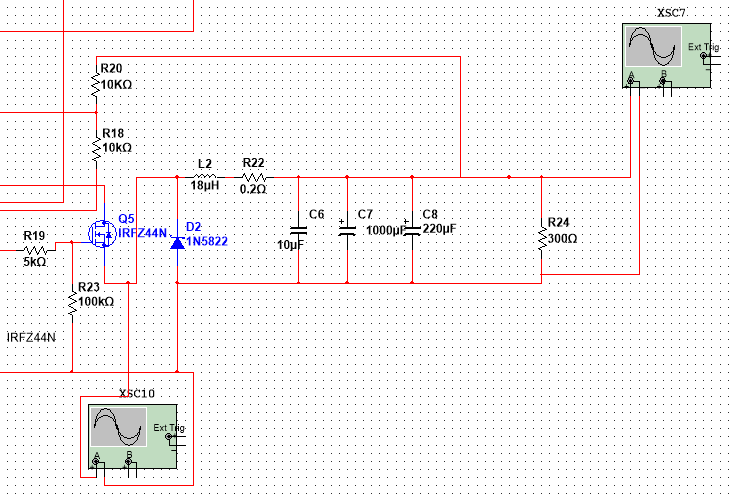 XSC7
Ext Trig
A
B
R20
10KΩ
R18
10kΩ
L2
18µH
R22
0.2Ω
Q5
IRFZ44N
D2
1N5822
C6
10µF
C7
1000µF
C8
220µF
R24
300Ω
R19
5kΩ
R23
100kΩ
IRFZ44N
XSC10
Ext Trig
A
B